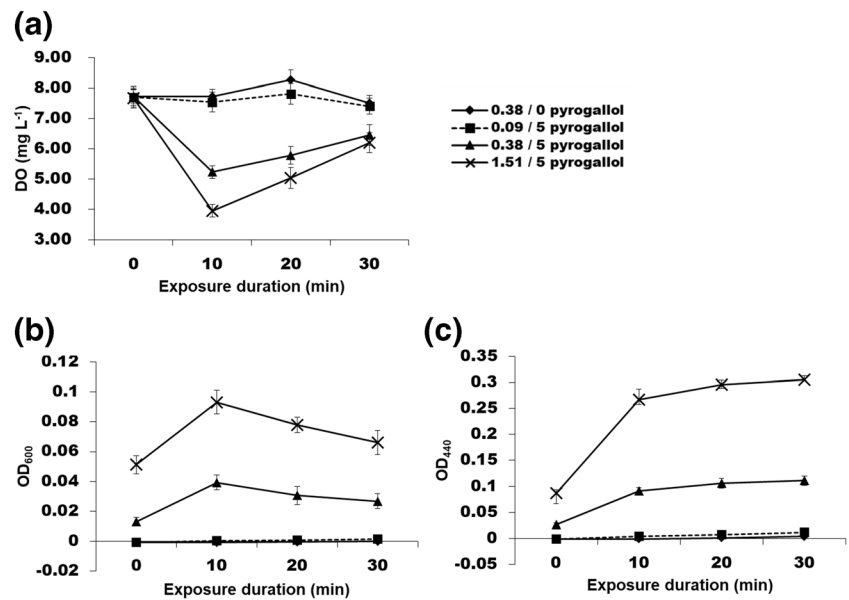 (a)
9.00
8.00
7.00
6.00
5.00
4.00
3.00
DO (mg L⁻¹)
0 10 20 30
Exposure duration (min)
0.38 / 0 pyrogallol
0.09 / 5 pyrogallol
0.38 / 5 pyrogallol
1.51 / 5 pyrogallol
(b)
0.12
0.1
0.08
0.06
0.04
0.02
0
-0.02
OD₆₀₀
0 10 20 30
Exposure duration (min)
(c)
0.35
0.3
0.25
0.2
0.15
0.1
0.05
0
-0.05
OD₄₄₀
0 10 20 30
Exposure duration (min)